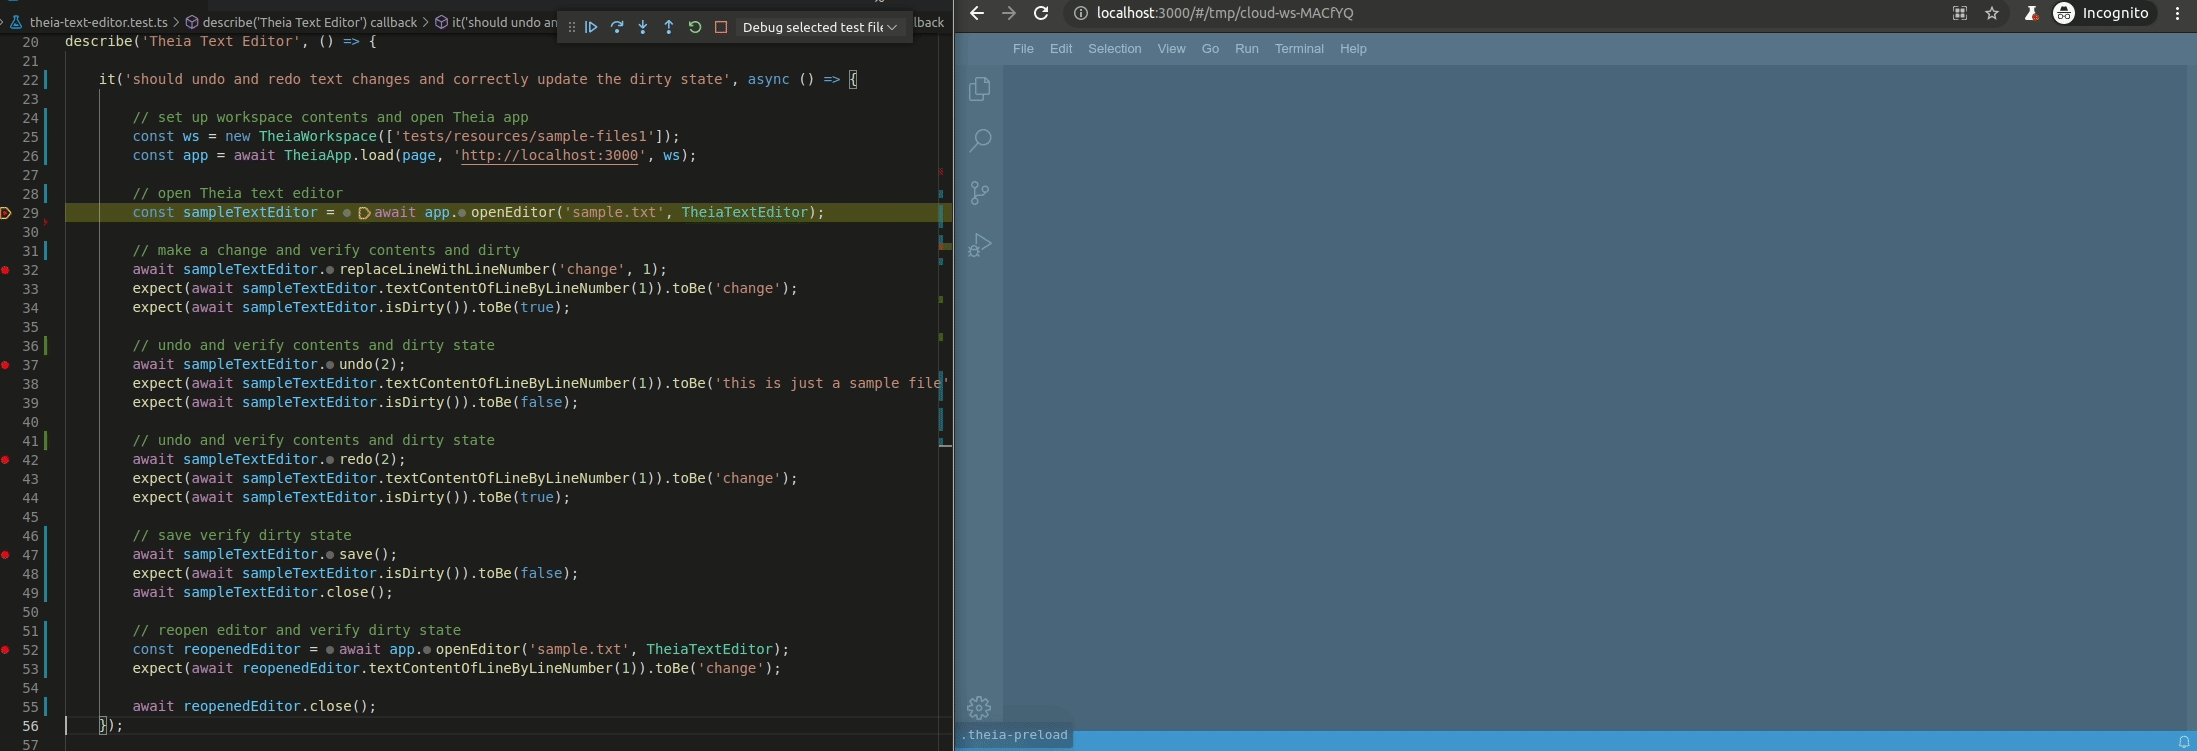 theia-text-editor.test.ts > describe('Theia Text Editor') callback > it('should undo an
Debug selected test file
lback
20 describe('Theia Text Editor', () => {
21
22 it('should undo and redo text changes and correctly update the dirty state', async () => {
23
24 // set up workspace contents and open Theia app
25 const ws = new TheiaWorkspace(['tests/resources/sample-files1']);
26 const app = await TheiaApp.load(page, 'http://localhost:3000', ws);
27
28 // open Theia text editor
29 const sampleTextEditor = await app.openEditor('sample.txt', TheiaTextEditor);
30
31 // make a change and verify contents and dirty
32 await sampleTextEditor.replaceLineWithLineNumber('change', 1);
33 expect(await sampleTextEditor.textContentOfLineByLineNumber(1)).toBe('change');
34 expect(await sampleTextEditor.isDirty()).toBe(true);
35
36 // undo and verify contents and dirty state
37 await sampleTextEditor.undo(2);
38 expect(await sampleTextEditor.textContentOfLineByLineNumber(1)).toBe('this is just a sample file'
39 expect(await sampleTextEditor.isDirty()).toBe(false);
40
41 // undo and verify contents and dirty state
42 await sampleTextEditor.redo(2);
43 expect(await sampleTextEditor.textContentOfLineByLineNumber(1)).toBe('change');
44 expect(await sampleTextEditor.isDirty()).toBe(true);
45
46 // save verify dirty state
47 await sampleTextEditor.save();
48 expect(await sampleTextEditor.isDirty()).toBe(false);
49 await sampleTextEditor.close();
50
51 // reopen editor and verify dirty state
52 const reopenedEditor = await app.openEditor('sample.txt', TheiaTextEditor);
53 expect(await reopenedEditor.textContentOfLineByLineNumber(1)).toBe('change');
54
55 await reopenedEditor.close();
56 });
57
localhost:3000/#/tmp/cloud-ws-MACfYQ
Incognito
File Edit Selection View Go Run Terminal Help
.theia-preload